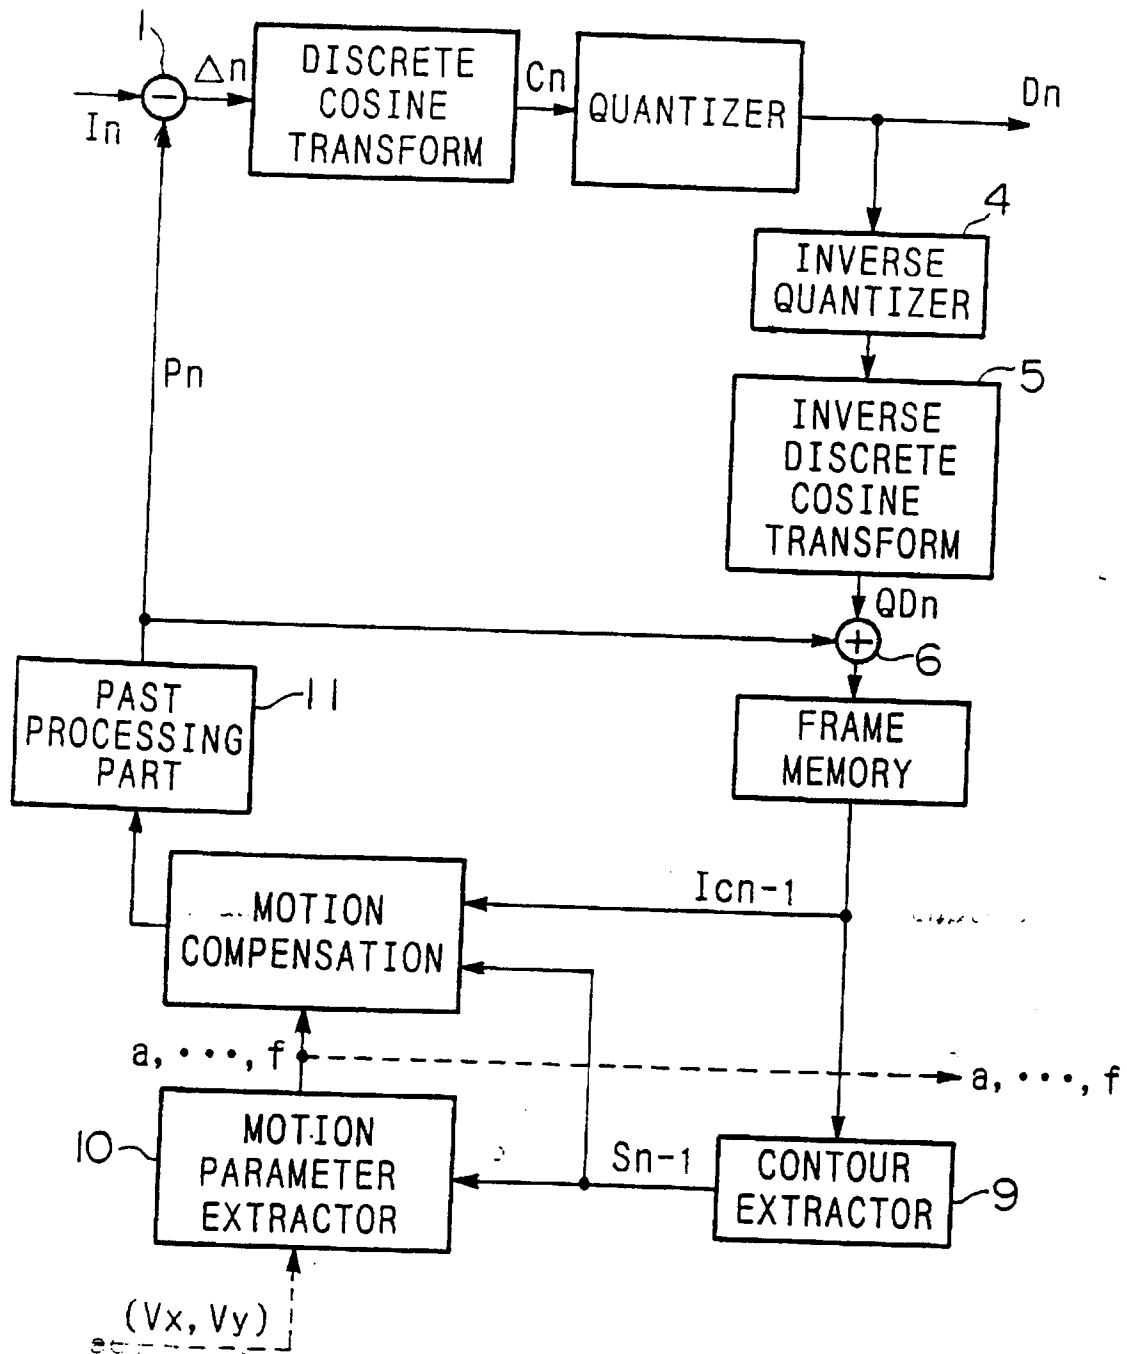 1
Δn
In
DISCRETE
COSINE
TRANSFORM
Cn
QUANTIZER
Dn
4
INVERSE
QUANTIZER
Pn
5
INVERSE
DISCRETE
COSINE
TRANSFORM
QDn
6
PAST
PROCESSING
PART
11
FRAME
MEMORY
MOTION
COMPENSATION
Icn-1
a, ···, f
a, ···, f
10
MOTION
PARAMETER
EXTRACTOR
Sn-1
CONTOUR
EXTRACTOR
9
(Vx, Vy)